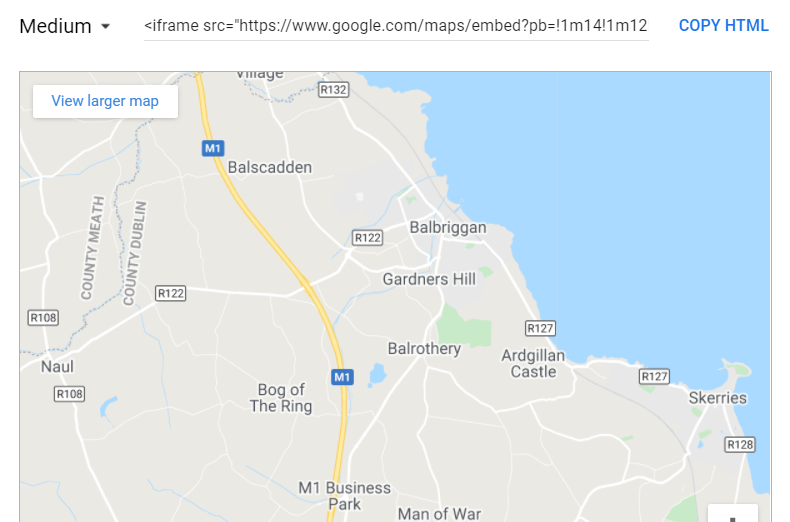 Medium
<iframe src="https://www.google.com/maps/embed?pb=!1m14!1m12
COPY HTML
View larger map
Village
R132
M1
Balscadden
COUNTY MEATH
COUNTY DUBLIN
Balbriggan
R122
Gardners Hill
R122
R108
R127
Balrothery
Ardgillan
Castle
Naul
M1
R127
R108
Bog of
The Ring
Skerries
R128
M1 Business
Park
Man of War